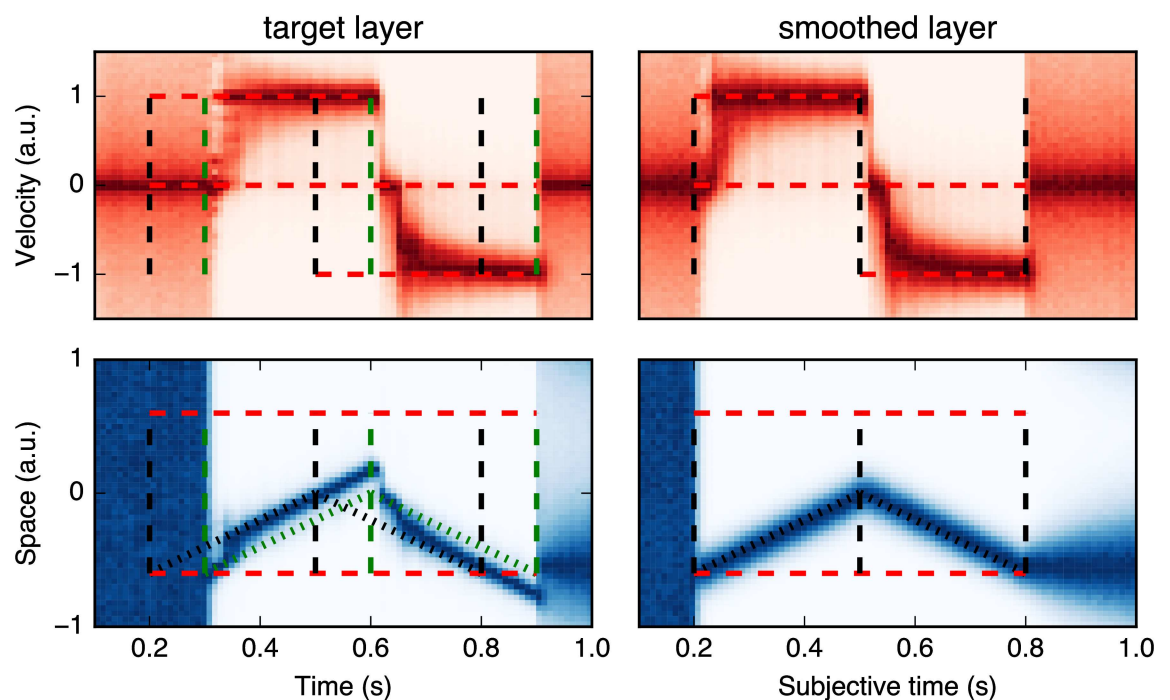 target layer
smoothed layer
Velocity (a.u.)
1
0
−1
Space (a.u.)
1
0
−1
0.2 0.4 0.6 0.8 1.0
0.2 0.4 0.6 0.8 1.0
Time (s)
Subjective time (s)